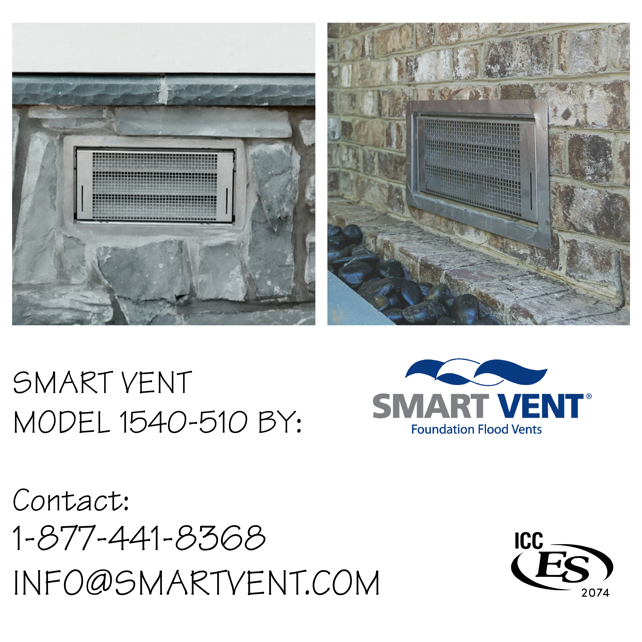 SMART VENT
MODEL 1540-510 BY:
SMART VENT®
Foundation Flood Vents
Contact:
1-877-441-8368
INFO@SMARTVENT.COM
ICC
ES
2074